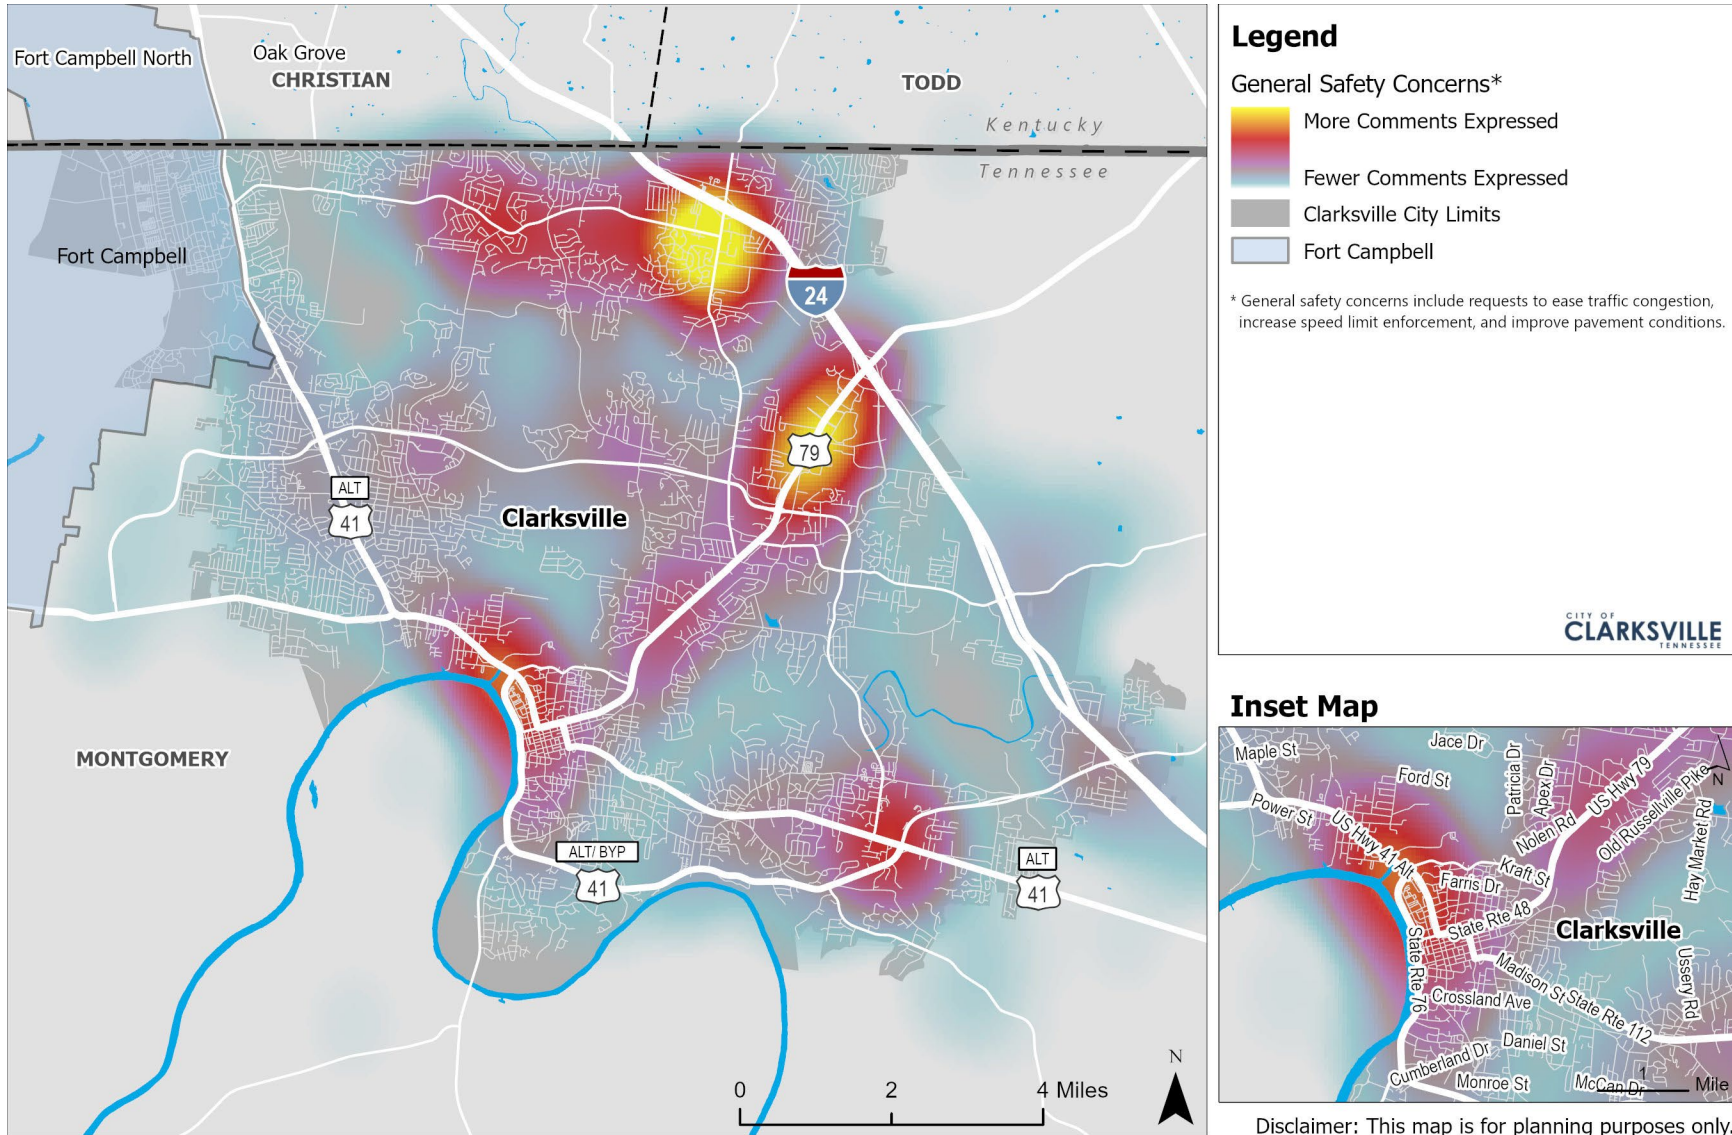 Fort Campbell North
Oak Grove
CHRISTIAN
TODD
Kentucky
Tennessee
Fort Campbell
24
79
ALT
41
Clarksville
MONTGOMERY
ALT/ BYP
41
ALT
41
N
0 2 4 Miles
Legend
General Safety Concerns*
More Comments Expressed
Fewer Comments Expressed
Clarksville City Limits
Fort Campbell
* General safety concerns include requests to ease traffic congestion,
increase speed limit enforcement, and improve pavement conditions.
CITY OF
CLARKSVILLE
TENNESSEE
Inset Map
Maple St
Jace Dr
Ford St
Patricia Dr
Apex Dr
US Hwy 79
N
Power St
US Hwy 41 Alt
Nolen Rd
Old Russellville Pike
Hay Market Rd
Kraft St
Farris Dr
State Rte 48
Clarksville
State Rte 76
Madison St
State Rte 112
Ussery Rd
Crossland Ave
Daniel St
Cumberland Dr
Monroe St
McCan Dr
1
Mile
Disclaimer: This map is for planning purposes only.